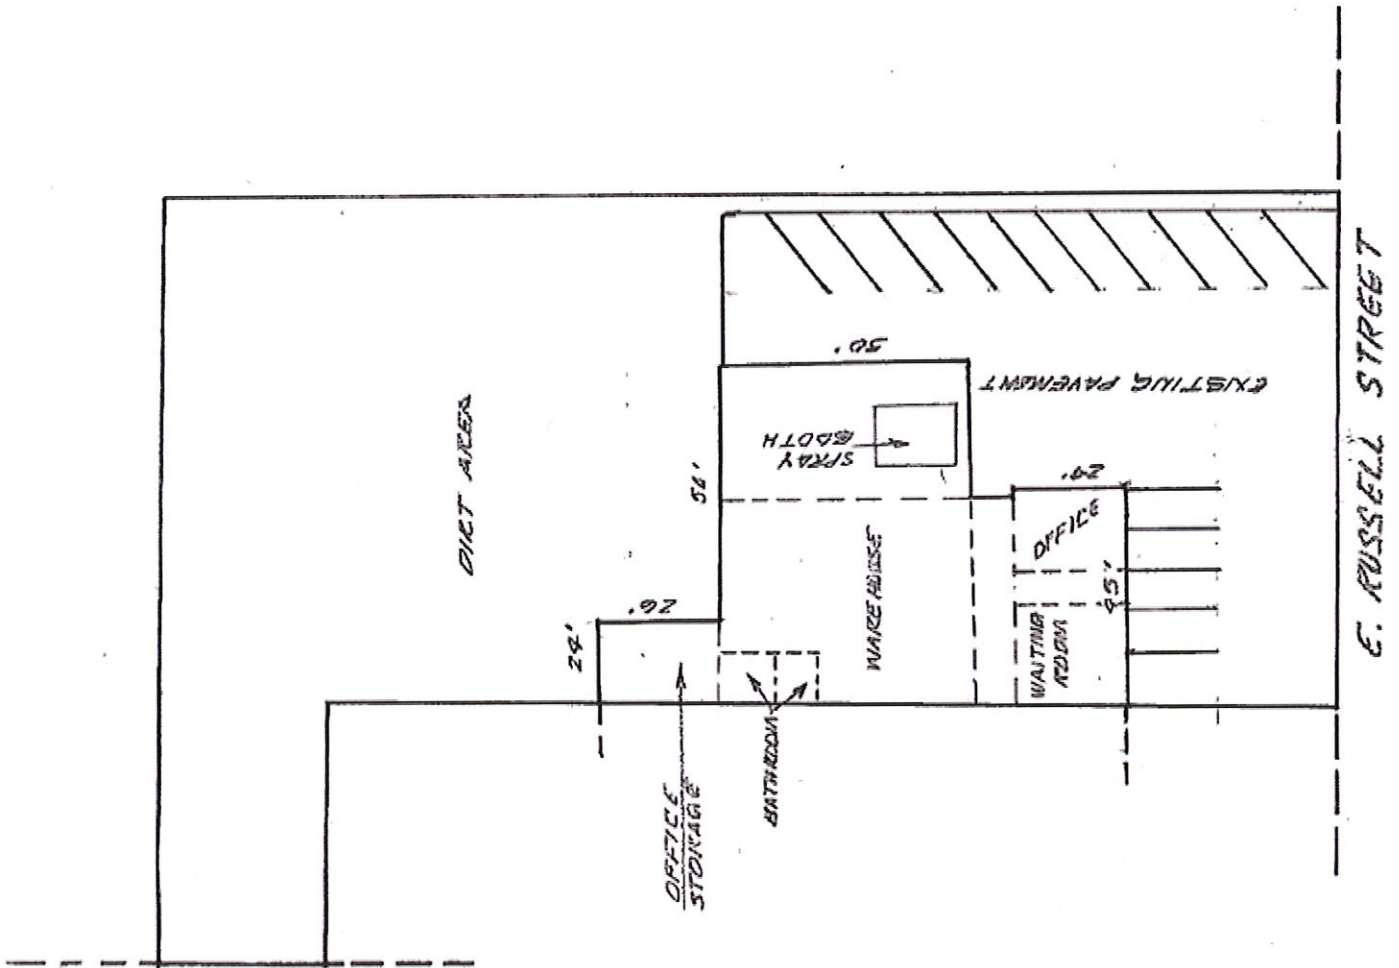 DIRT AREA
50'
EXISTING PAVEMENT
SPRAY
BOOTH
56'
24'
OFFICE
WAREHOUSE
45'
WAITING
ROOM
26'
24'
OFFICE
STORAGE
BATHROOM
E. RUSSELL STREET